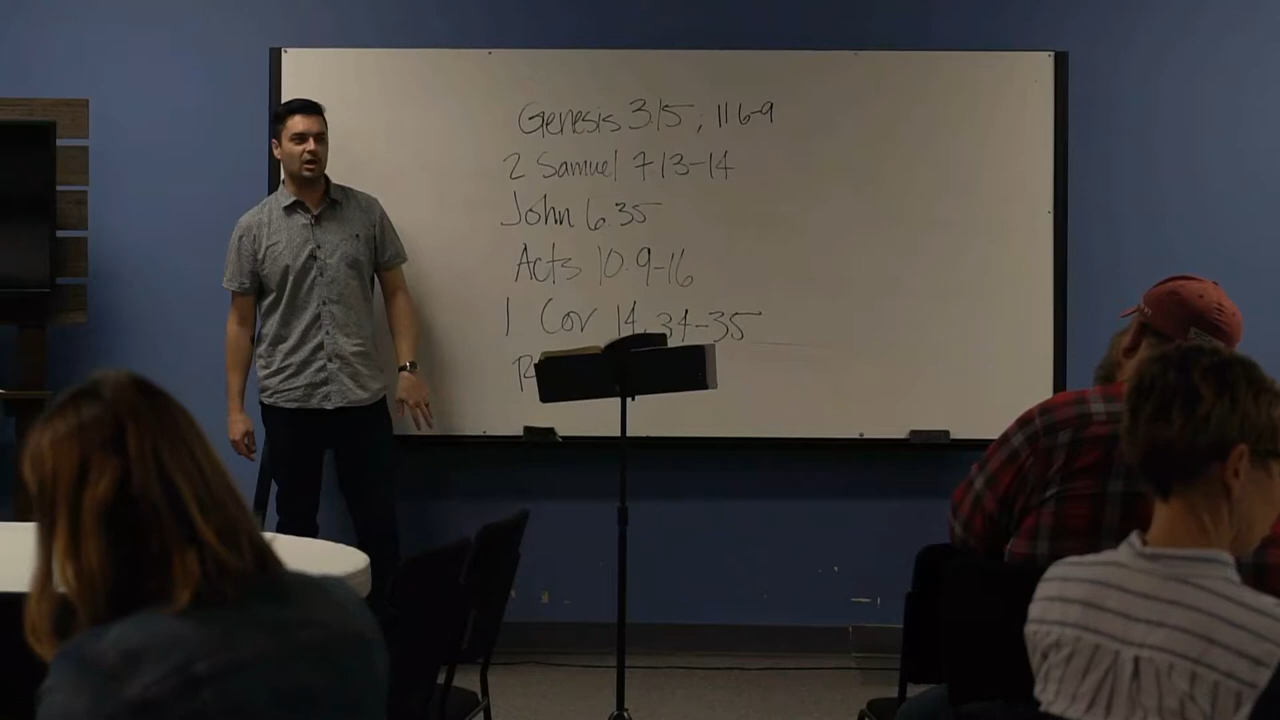 Genesis 3:15; 11 6-9
2 Samuel 7 13-14
John 6:35
Acts 10:9-16
1 Cor 14:34-35